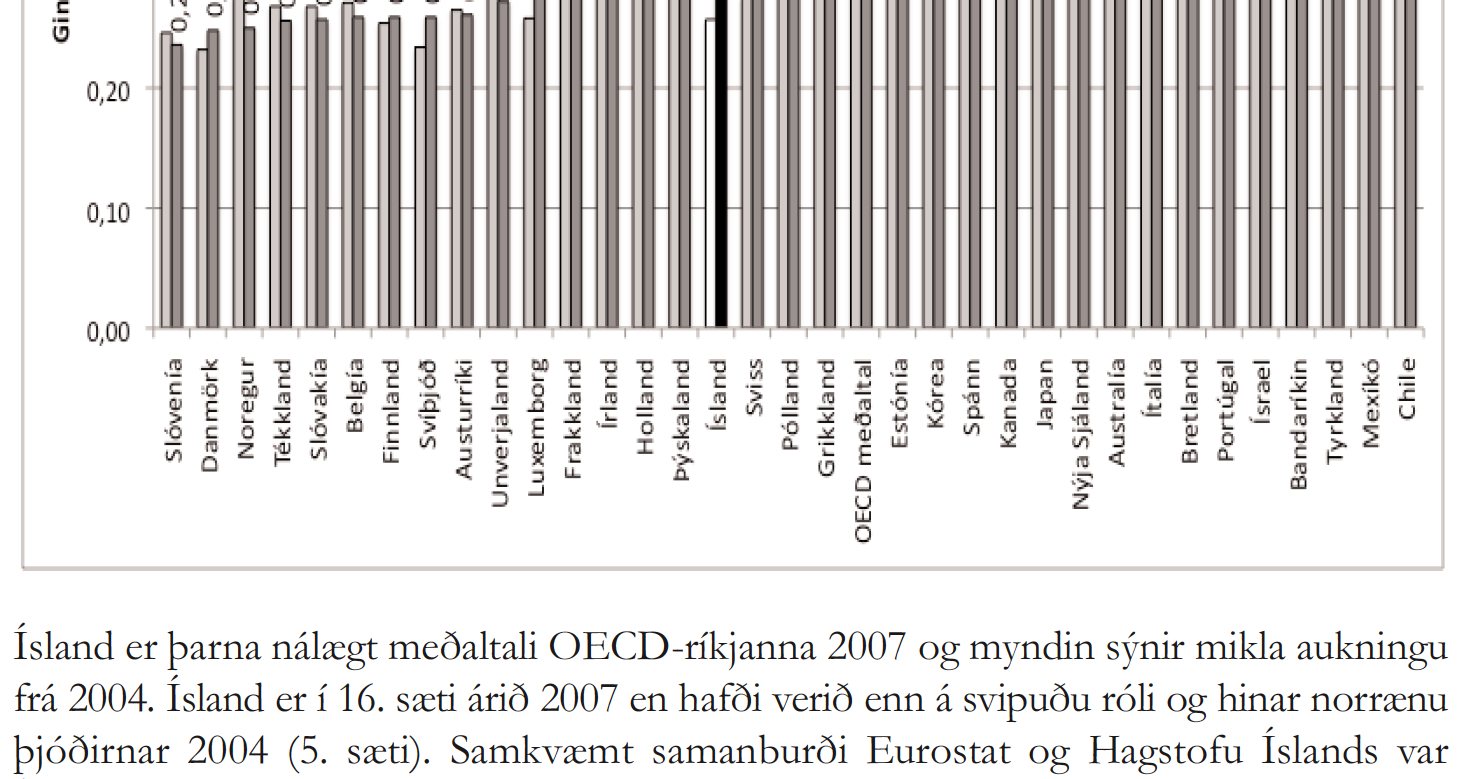 Gin
0,20
0,10
0,00
Slóvenía
Danmörk
Noregur
Tékkland
Slóvakía
Belgía
Finnland
Svíþjóð
Austurríki
Unverjaland
Luxemborg
Frakkland
Írland
Holland
Þýskaland
Ísland
Sviss
Pólland
Grikkland
OECD meðaltal
Estónía
Kórea
Spánn
Kanada
Japan
Nýja Sjáland
Australía
Ítalía
Bretland
Portúgal
Ísrael
Bandaríkin
Tyrkland
Mexíkó
Chile
Ísland er þarna nálægt meðaltali OECD-ríkjanna 2007 og myndin sýnir mikla aukningu
frá 2004. Ísland er í 16. sæti árið 2007 en hafði verið enn á svipuðu róli og hinar norrænu
þjóðirnar 2004 (5. sæti). Samkvæmt samanburði Eurostat og Hagstofu Íslands var